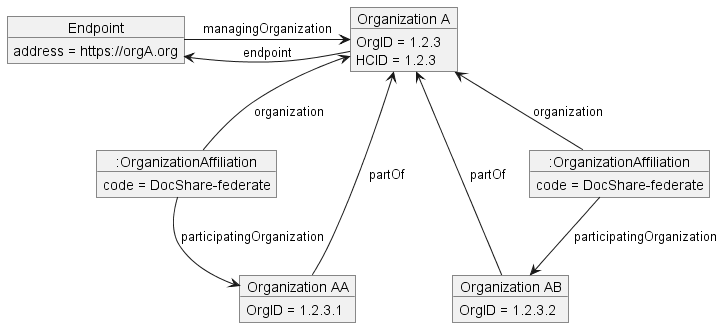 Endpoint
address = https://orgA.org
managingOrganization
endpoint
Organization A
OrgID = 1.2.3
HCID = 1.2.3
organization
organization
:OrganizationAffiliation
code = DocShare-federate
partOf
partOf
:OrganizationAffiliation
code = DocShare-federate
participatingOrganization
participatingOrganization
Organization AA
OrgID = 1.2.3.1
Organization AB
OrgID = 1.2.3.2